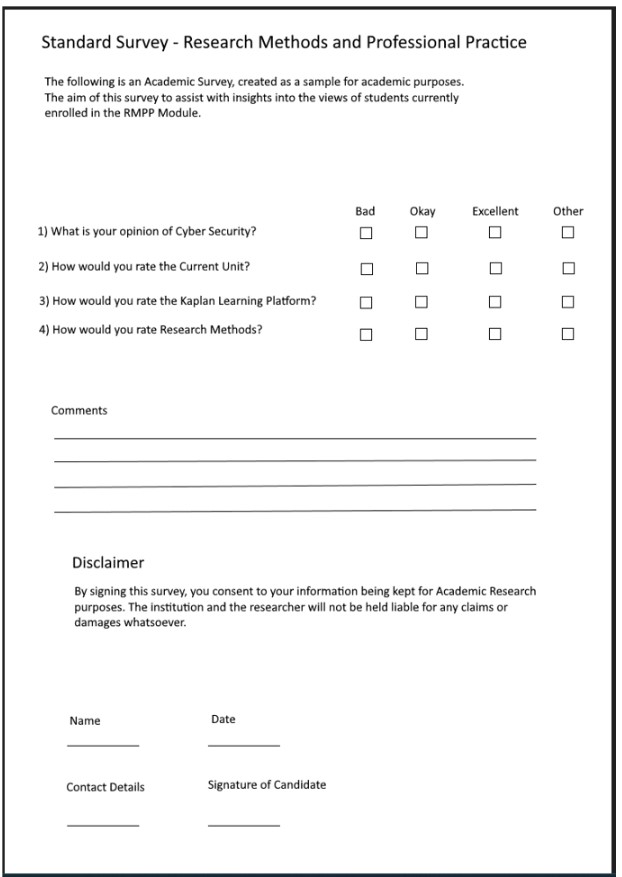 Standard Survey - Research Methods and Professional Practice
The following is an Academic Survey, created as a sample for academic purposes.
The aim of this survey to assist with insights into the views of students currently
enrolled in the RMPP Module.
Bad Okay Excellent Other
1) What is your opinion of Cyber Security?
2) How would you rate the Current Unit?
3) How would you rate the Kaplan Learning Platform?
4) How would you rate Research Methods?
Comments
Disclaimer
By signing this survey, you consent to your information being kept for Academic Research
purposes. The institution and the researcher will not be held liable for any claims or
damages whatsoever.
Name Date
Contact Details Signature of Candidate